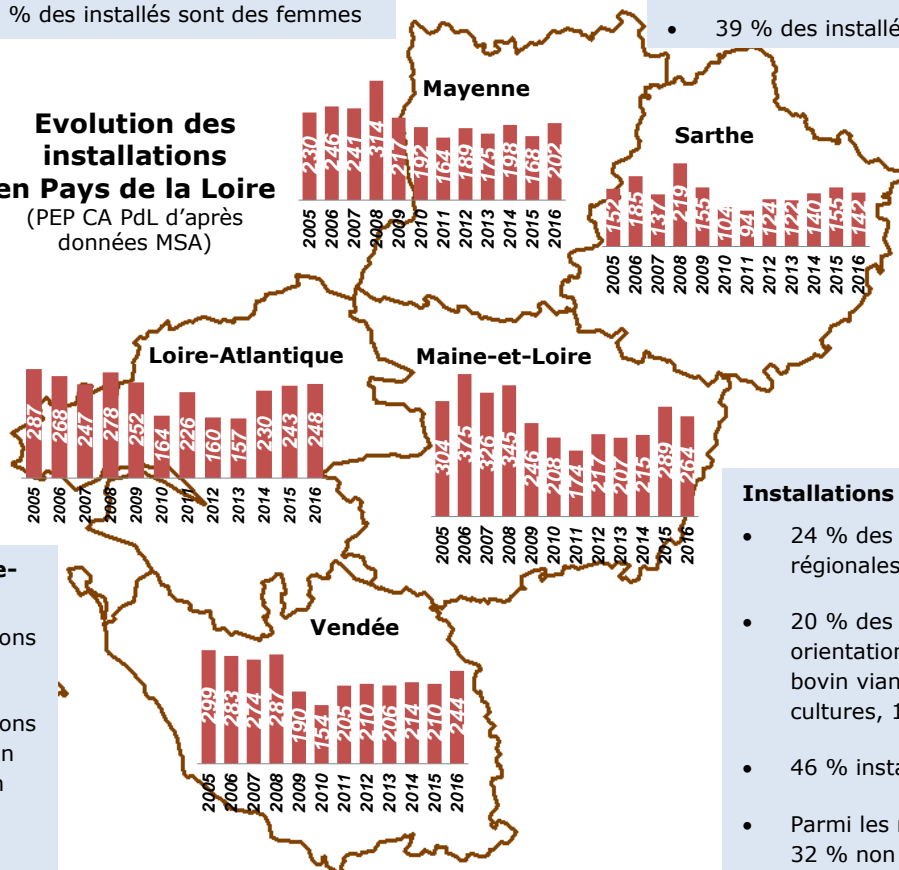 % des installés sont des femmes
39 % des installé
Evolution des
installations
en Pays de la Loire
(PEP CA PdL d'après
données MSA)
Mayenne
230 246 241 314 217 192 164 189 175 198 168 202
2005 2006 2007 2008 2009 2010 2011 2012 2013 2014 2015 2016
Sarthe
152 185 137 219 155 104 94 124 122 140 155 142
2005 2006 2007 2008 2009 2010 2011 2012 2013 2014 2015 2016
Loire-Atlantique
287 268 247 278 252 164 226 160 157 230 243 248
2005 2006 2007 2008 2009 2010 2011 2012 2013 2014 2015 2016
Maine-et-Loire
304 375 326 345 246 208 174 217 207 215 289 264
2005 2006 2007 2008 2009 2010 2011 2012 2013 2014 2015 2016
Vendée
299 283 274 287 190 154 205 210 206 214 210 244
2005 2006 2007 2008 2009 2010 2011 2012 2013 2014 2015 2016
e-
ons
ons
n
n
Installations
• 24 % des
régionales
• 20 % des
orientation
bovin vian
cultures, 1
• 46 % insta
• Parmi les
32 % non